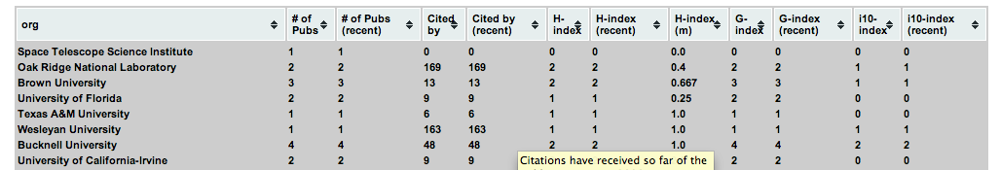 org # of Pubs # of Pubs (recent) Cited by Cited by (recent) H-index H-index (recent) H-index (m) G-index G-index (recent) i10-index i10-index (recent)
Space Telescope Science Institute 1 1 0 0 0 0 0.0 0 0 0 0
Oak Ridge National Laboratory 2 2 169 169 2 2 0.4 2 2 1 1
Brown University 3 3 13 13 2 2 0.667 3 3 1 1
University of Florida 2 2 9 9 1 1 0.25 2 2 0 0
Texas A&M University 1 1 6 6 1 1 1.0 1 1 0 0
Wesleyan University 1 1 163 163 1 1 1.0 1 1 1 1
Bucknell University 4 4 48 48 2 2 1.0 4 4 2 2
University of California-Irvine 2 2 9 9 2 2 0 0
Citations have received so far of the